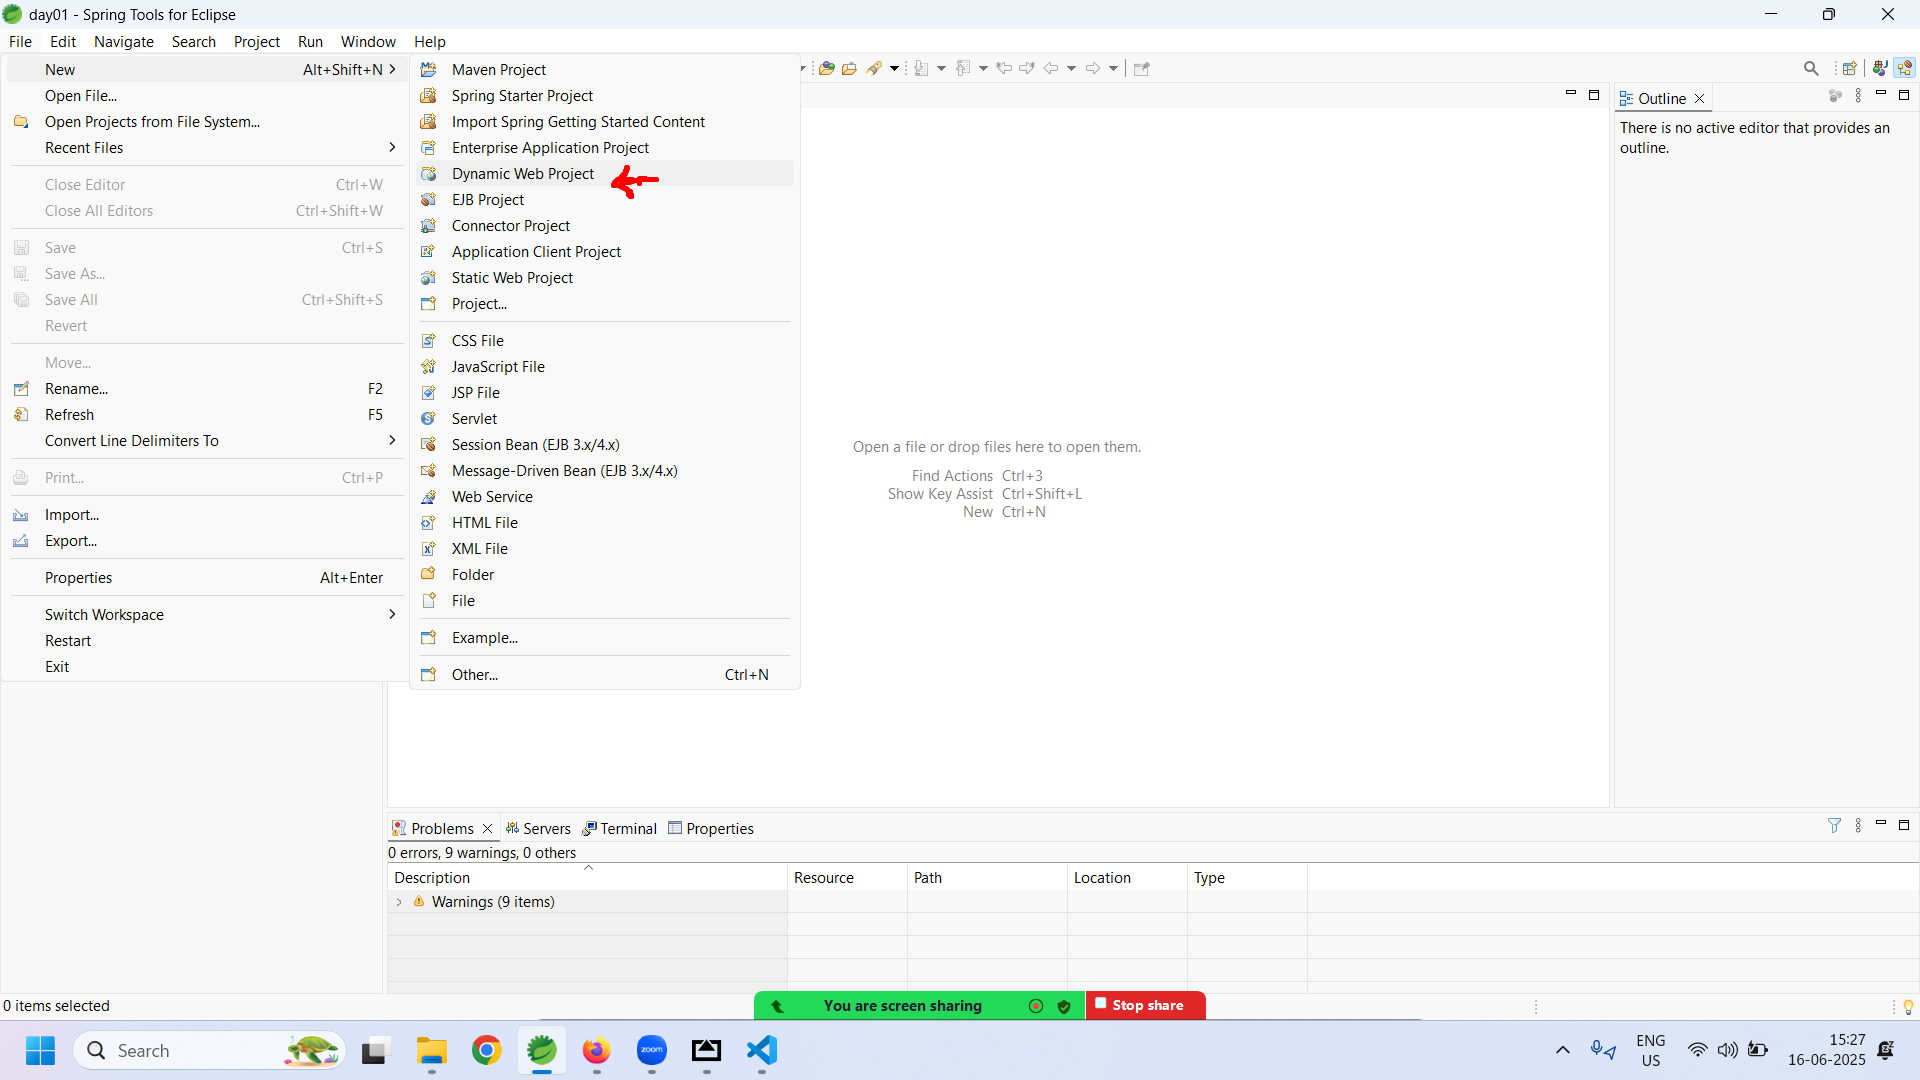 day01 - Spring Tools for Eclipse
File Edit Navigate Search Project Run Window Help
New Alt+Shift+N
Open File...
Open Projects from File System...
Recent Files
Close Editor Ctrl+W
Close All Editors Ctrl+Shift+W
Save Ctrl+S
Save As...
Save All Ctrl+Shift+S
Revert
Move...
Rename... F2
Refresh F5
Convert Line Delimiters To
Print... Ctrl+P
Import...
Export...
Properties Alt+Enter
Switch Workspace
Restart
Exit
Maven Project
Spring Starter Project
Import Spring Getting Started Content
Enterprise Application Project
Dynamic Web Project
EJB Project
Connector Project
Application Client Project
Static Web Project
Project...
CSS File
JavaScript File
JSP File
Servlet
Session Bean (EJB 3.x/4.x)
Message-Driven Bean (EJB 3.x/4.x)
Web Service
HTML File
XML File
Folder
File
Example...
Other... Ctrl+N
Open a file or drop files here to open them.
Find Actions Ctrl+3
Show Key Assist Ctrl+Shift+L
New Ctrl+N
Outline
There is no active editor that provides an
outline.
Problems Servers Terminal Properties
0 errors, 9 warnings, 0 others
Description Resource Path Location Type
Warnings (9 items)
0 items selected
You are screen sharing Stop share
Search
zoom
ENG
US
15:27
16-06-2025